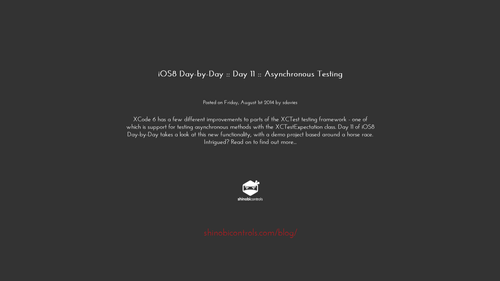 iOS8 Day-by-Day :: Day 11 :: Asynchronous Testing
Posted on Friday, August 1st 2014 by sdavies
XCode 6 has a few different improvements to parts of the XCTest testing framework - one of
which is support for testing asynchronous methods with the XCTestExpectation class. Day 11 of iOS8
Day-by-Day takes a look at this new functionality, with a demo project based around a horse race.
Intrigued? Read on to find out more...
shinobicontrols
shinobicontrols.com/blog/